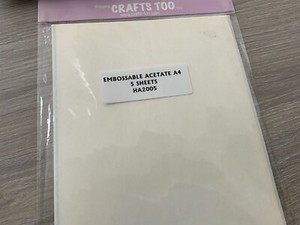 CRAFTS TOO
EMBOSSABLE ACETATE A4
5 SHEETS
HA2005